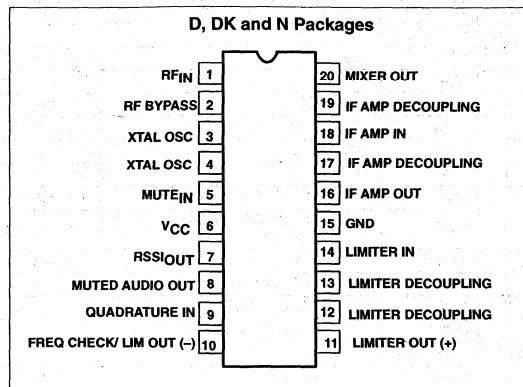 D, DK and N Packages
RFIN 1
RF BYPASS 2
XTAL OSC 3
XTAL OSC 4
MUTEIN 5
VCC 6
RSSIOUT 7
MUTED AUDIO OUT 8
QUADRATURE IN 9
FREQ CHECK/ LIM OUT (–) 10
20 MIXER OUT
19 IF AMP DECOUPLING
18 IF AMP IN
17 IF AMP DECOUPLING
16 IF AMP OUT
15 GND
14 LIMITER IN
13 LIMITER DECOUPLING
12 LIMITER DECOUPLING
11 LIMITER OUT (+)